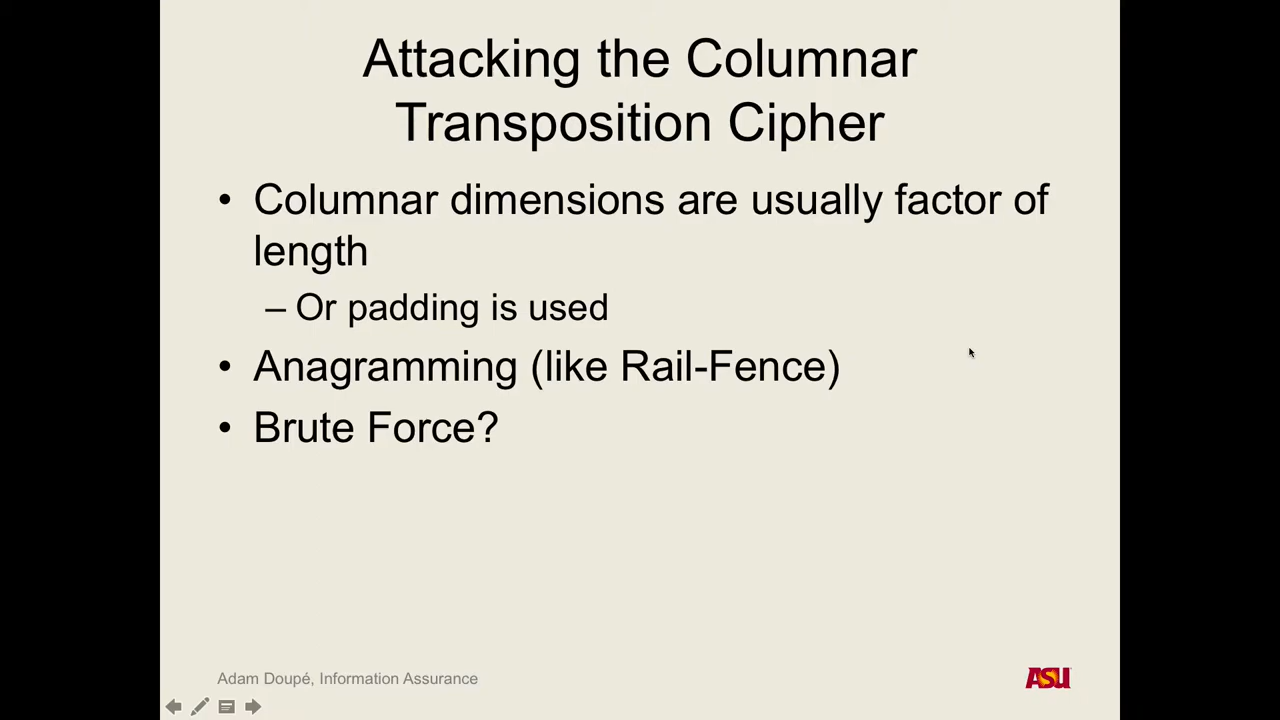 Attacking the Columnar
Transposition Cipher
• Columnar dimensions are usually factor of
length
– Or padding is used
• Anagramming (like Rail-Fence)
• Brute Force?
Adam Doupé, Information Assurance
ASU